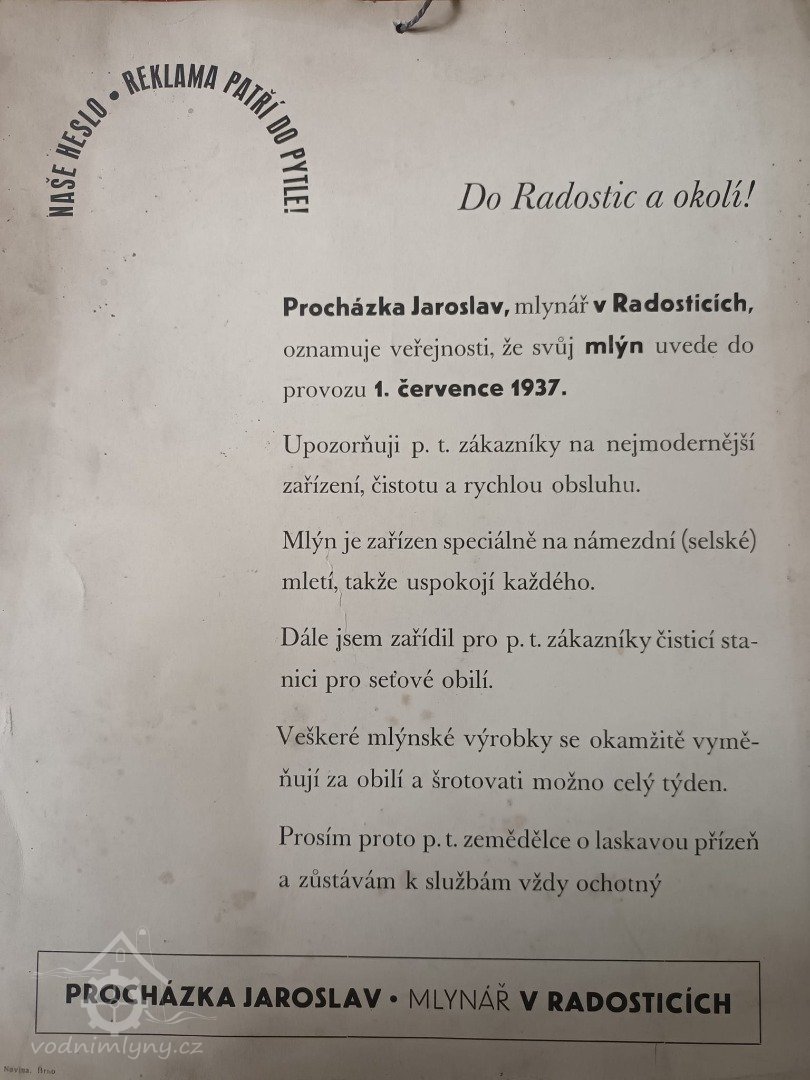 NAŠE HESLO • REKLAMA PATŘÍ DO PYTLE!
Do Radostic a okolí!
Procházka Jaroslav, mlynář v Radosticích,
oznamuje veřejnosti, že svůj mlýn uvede do
provozu 1. července 1937.
Upozorňuji p. t. zákazníky na nejmodernější
zařízení, čistotu a rychlou obsluhu.
Mlýn je zařízen speciálně na námezdní (selské)
mletí, takže uspokojí každého.
Dále jsem zařídil pro p. t. zákazníky čisticí sta-
nici pro seťové obilí.
Veškeré mlýnské výrobky se okamžitě vymě-
ňují za obilí a šrotovati možno celý týden.
Prosím proto p. t. zemědělce o laskavou přízeň
a zůstávám k službám vždy ochotný
PROCHÁZKA JAROSLAV • MLYNÁŘ V RADOSTICÍCH
vodnimlyny.cz
Novina, Brno